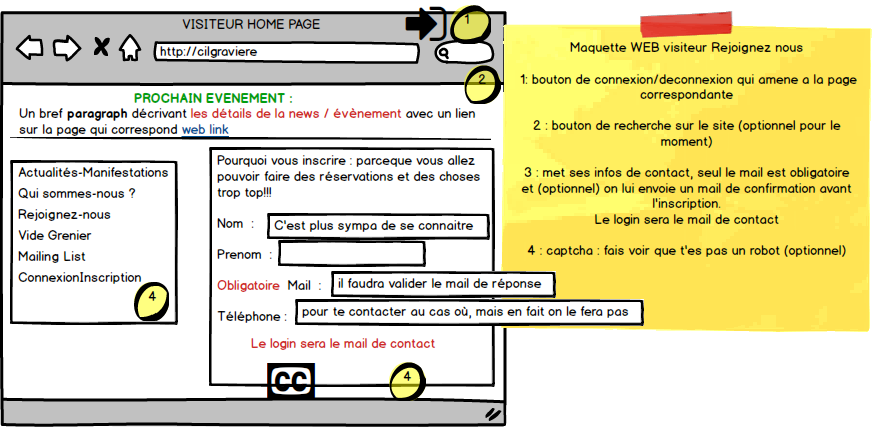 VISITEUR HOME PAGE
1
http://cilgraviere
2
PROCHAIN EVENEMENT :
Un bref paragraph décrivant les détails de la news / évènement avec un lien
sur la page qui correspond web link
Actualités-Manifestations
Qui sommes-nous ?
Rejoignez-nous
Vide Grenier
Mailing List
ConnexionInscription
4
Pourquoi vous inscrire : parceque vous allez
pouvoir faire des réservations et des choses
trop top!!!
Nom : C'est plus sympa de se connaitre
Prenom :
Obligatoire Mail : il faudra valider le mail de réponse
Téléphone : pour te contacter au cas où, mais en fait on le fera pas
Le login sera le mail de contact
CC
4
Maquette WEB visiteur Rejoignez nous
1: bouton de connexion/deconnexion qui amene a la page
correspondante
2 : bouton de recherche sur le site (optionnel pour le
moment)
3 : met ses infos de contact, seul le mail est obligatoire
et (optionnel) on lui envoie un mail de confirmation avant
l'inscription.
Le login sera le mail de contact
4 : captcha : fais voir que t'es pas un robot (optionnel)